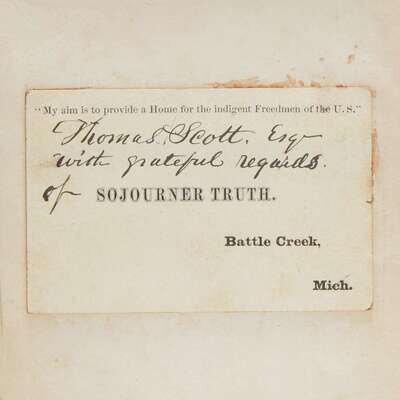 "My aim is to provide a Home for the indigent Freedmen of the U. S."
Thomas. Scott. Esqr
with grateful regards.
of SOJOURNER TRUTH.
Battle Creek,
Mich.